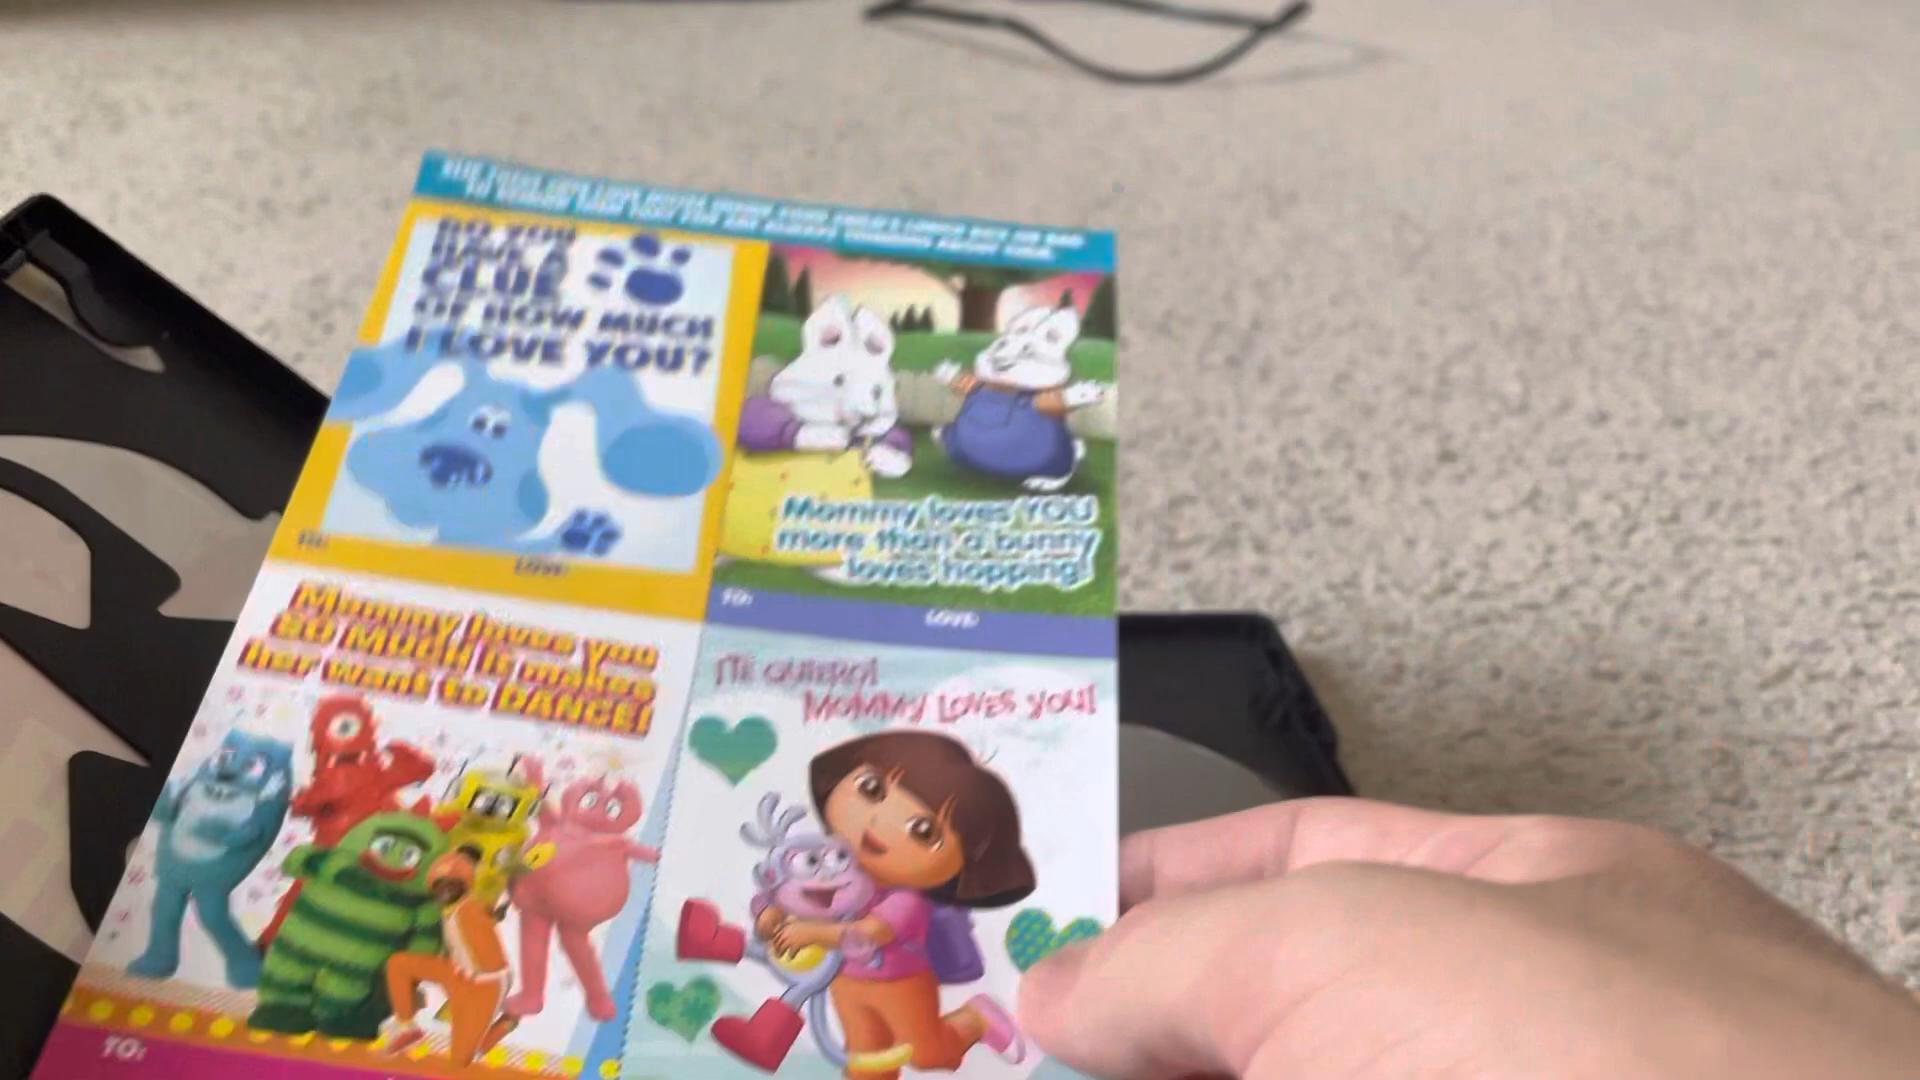 DO YOU
HAVE A
CLUE
OF HOW MUCH
I LOVE YOU?
TO:
LOVE:
Mommy loves YOU
more than a bunny
loves hopping!
TO:
LOVE:
Mommy loves you
SO MUCH it makes
her want to DANCE!
TO:
¡TE QUIERO!
MOMMY LOVES YOU!